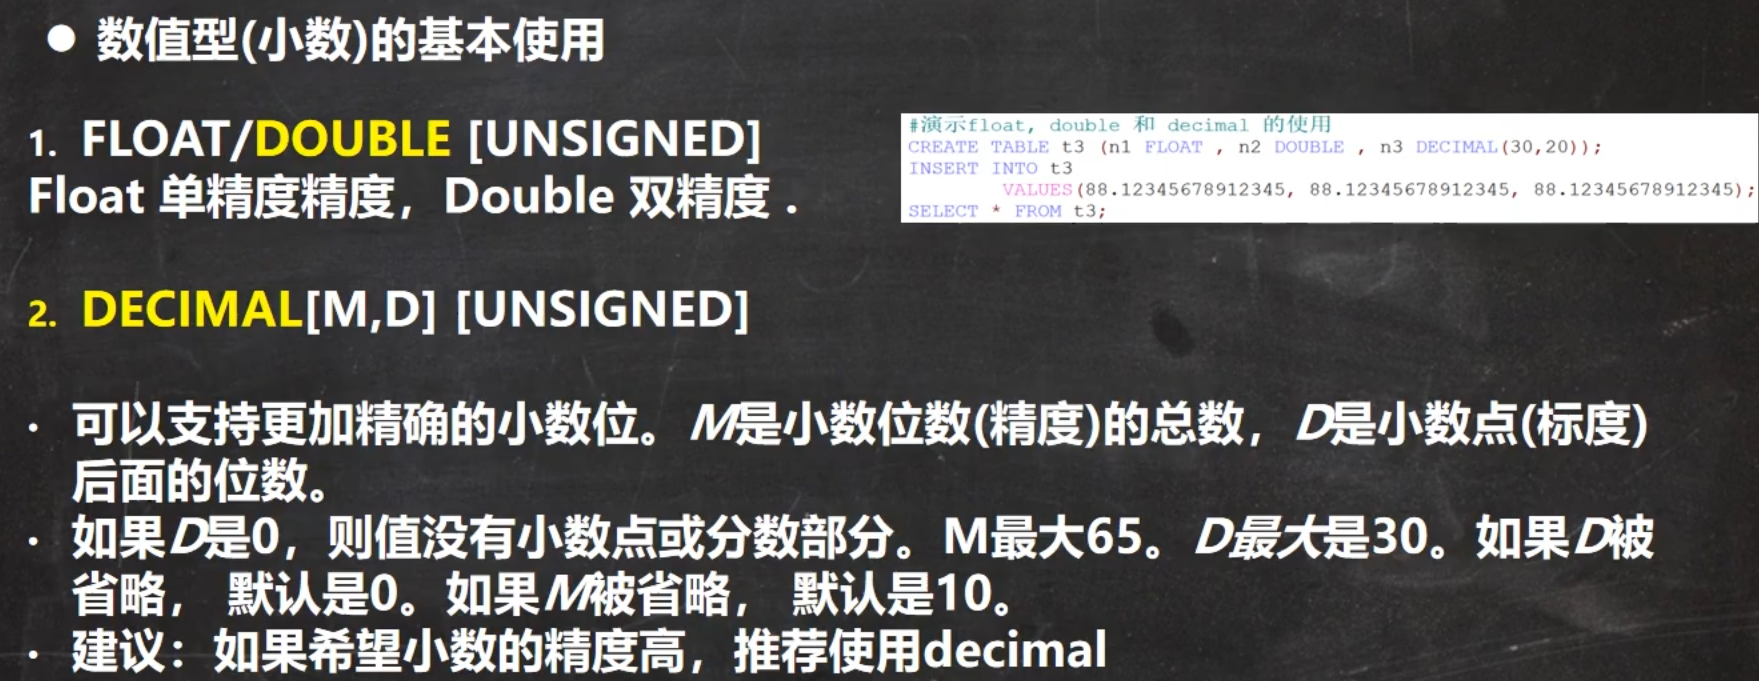 ● 数值型(小数)的基本使用
1. FLOAT/DOUBLE [UNSIGNED]
Float 单精度精度，Double 双精度 .
#演示float, double 和 decimal 的使用
CREATE TABLE t3 (n1 FLOAT , n2 DOUBLE , n3 DECIMAL(30,20));
INSERT INTO t3
VALUES(88.12345678912345, 88.12345678912345, 88.12345678912345);
SELECT * FROM t3;
2. DECIMAL[M,D] [UNSIGNED]
· 可以支持更加精确的小数位。M是小数位数(精度)的总数，D是小数点(标度)
后面的位数。
· 如果D是0，则值没有小数点或分数部分。M最大65。D最大是30。如果D被
省略， 默认是0。如果M被省略， 默认是10。
· 建议：如果希望小数的精度高，推荐使用decimal